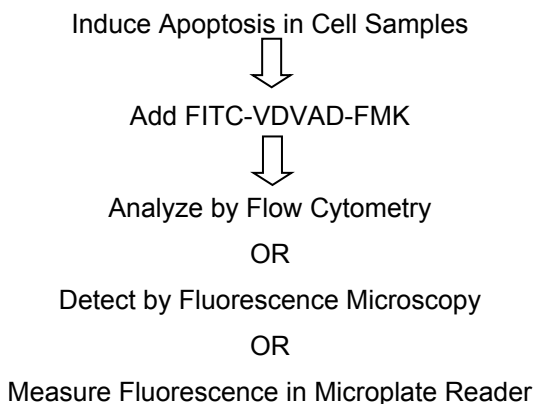 Induce Apoptosis in Cell Samples
Add FITC-VDVAD-FMK
Analyze by Flow Cytometry
OR
Detect by Fluorescence Microscopy
OR
Measure Fluorescence in Microplate Reader